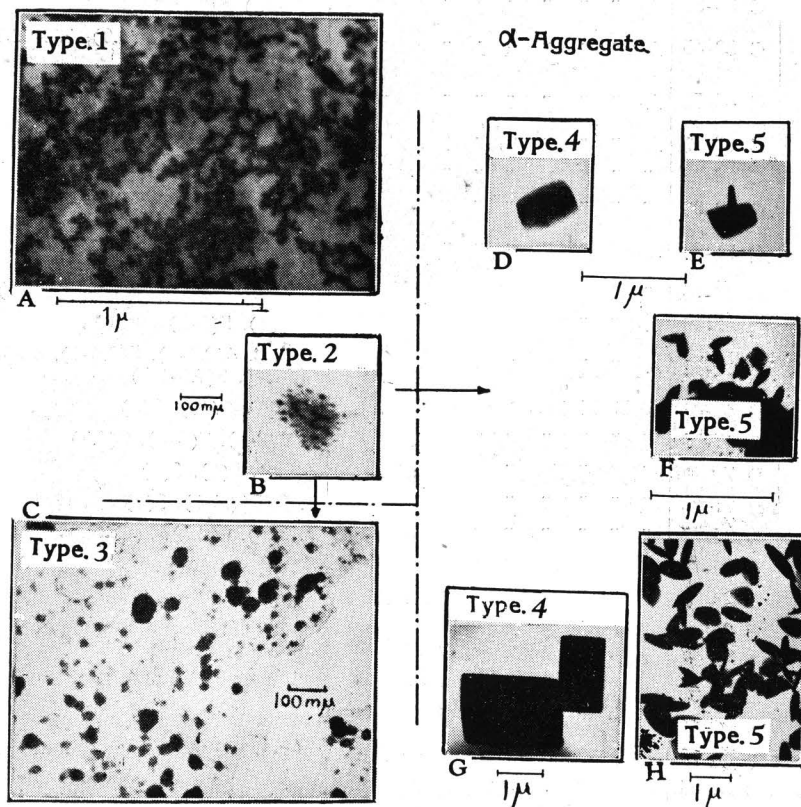 Type.1
α-Aggregate
Type.4
Type.5
A
1μ
D
E
1μ
Type. 2
100mμ
Type.5
B
F
1μ
C
Type. 3
100mμ
Type.4
Type.5
G
H
1μ
1μ